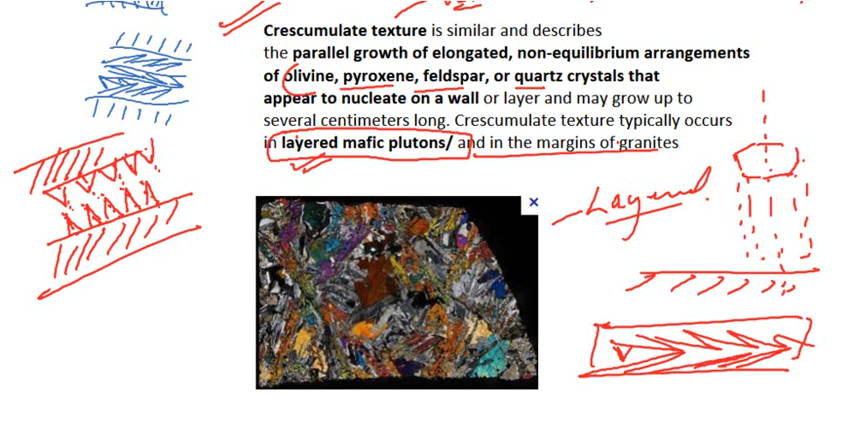 Crescumulate texture is similar and describes
the parallel growth of elongated, non-equilibrium arrangements
of olivine, pyroxene, feldspar, or quartz crystals that
appear to nucleate on a wall or layer and may grow up to
several centimeters long. Crescumulate texture typically occurs
in layered mafic plutons/ and in the margins of granites
Layered